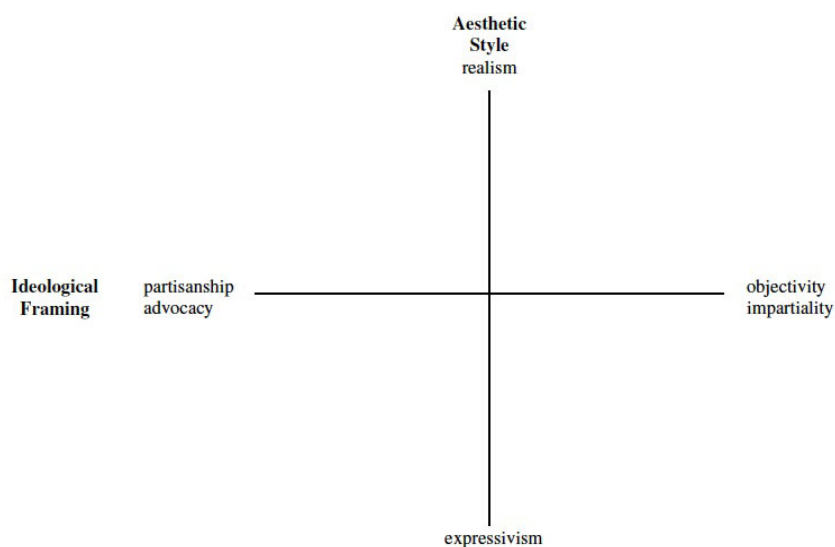 Aesthetic
Style
realism
Ideological
Framing
partisanship
advocacy
objectivity
impartiality
expressivism